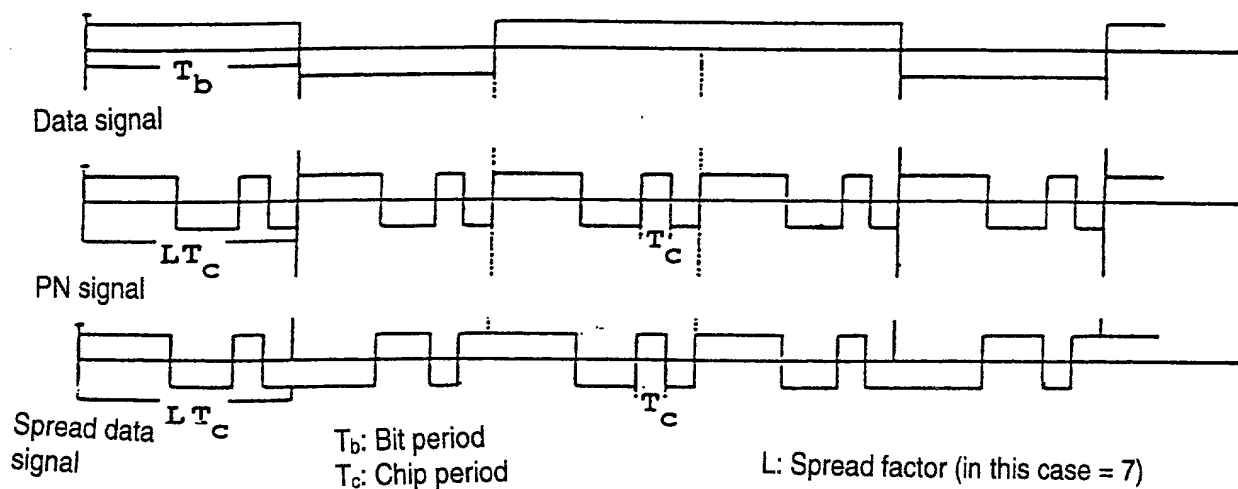 T_b
Data signal
LT_c
T_c
PN signal
LT_c
T_c
Spread data
signal
T_b: Bit period
T_c: Chip period
L: Spread factor (in this case = 7)